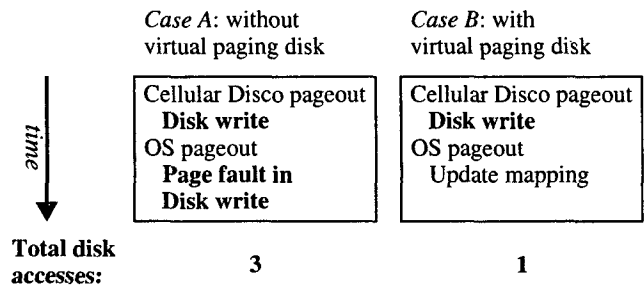 Case A: without
virtual paging disk
Case B: with
virtual paging disk
time
Cellular Disco pageout
Disk write
OS pageout
Page fault in
Disk write
Cellular Disco pageout
Disk write
OS pageout
Update mapping
Total disk
accesses:
3
1